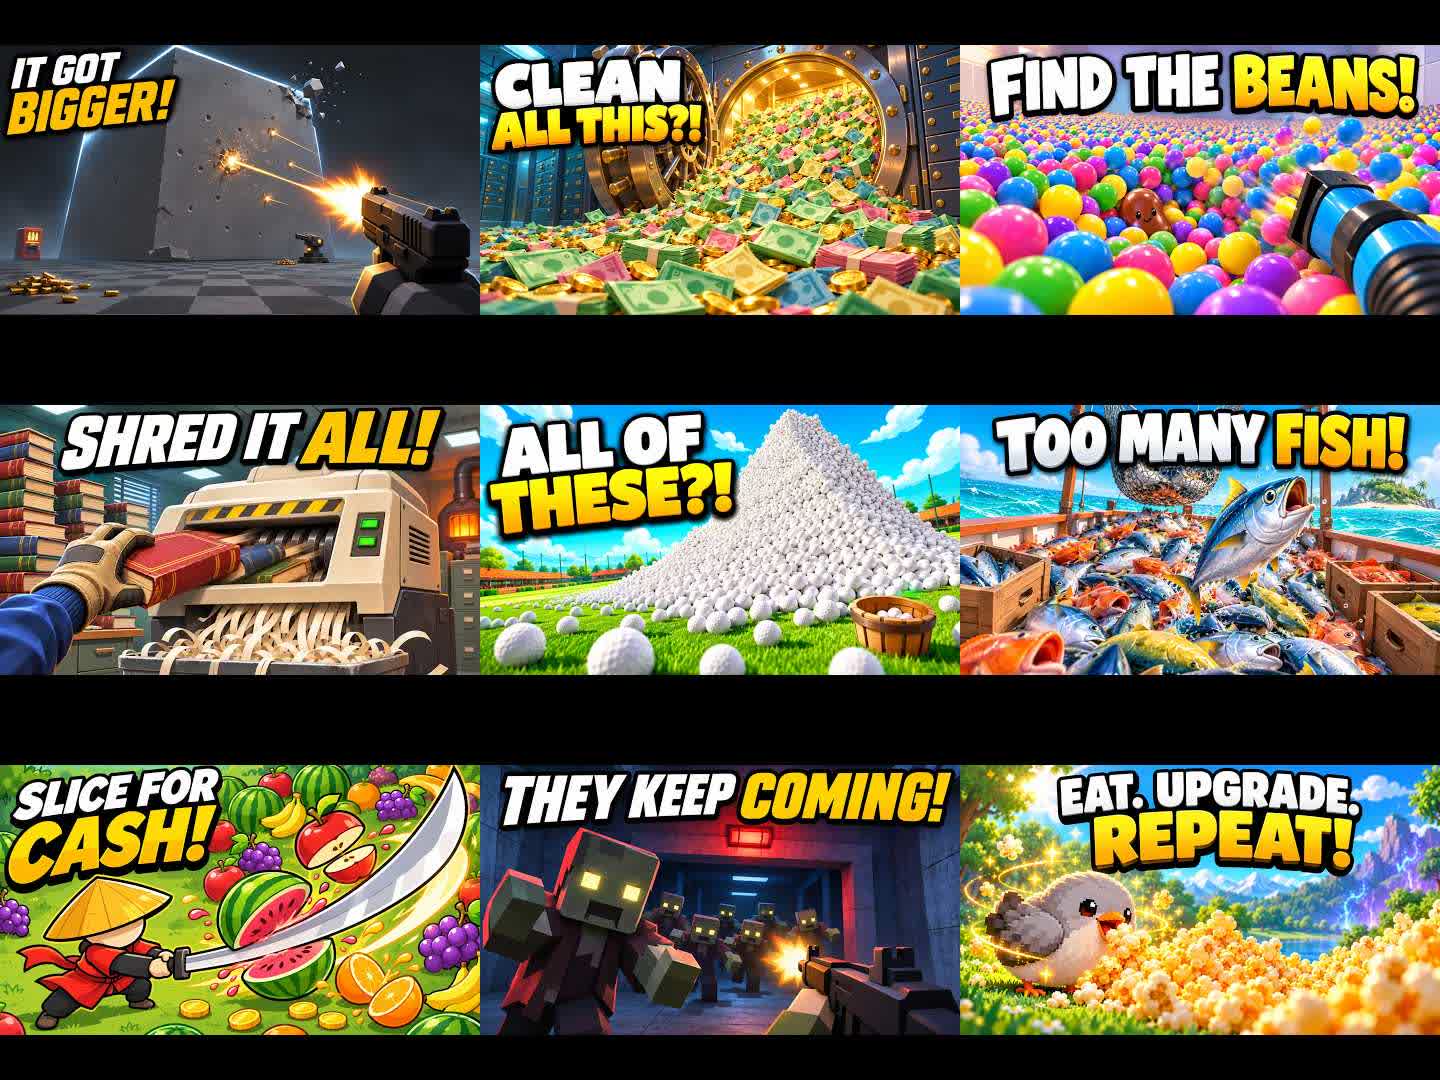 IT GOT
BIGGER!
CLEAN
ALL THIS?!
FIND THE BEANS!
SHRED IT ALL!
ALL OF
THESE?!
TOO MANY FISH!
SLICE FOR
CASH!
THEY KEEP COMING!
EAT. UPGRADE.
REPEAT!